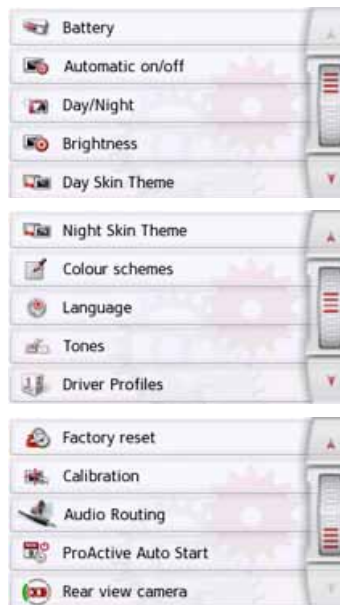 Battery
Automatic on/off
Day/Night
Brightness
Day Skin Theme
Night Skin Theme
Colour schemes
Language
Tones
Driver Profiles
Factory reset
Calibration
Audio Routing
ProActive Auto Start
Rear view camera